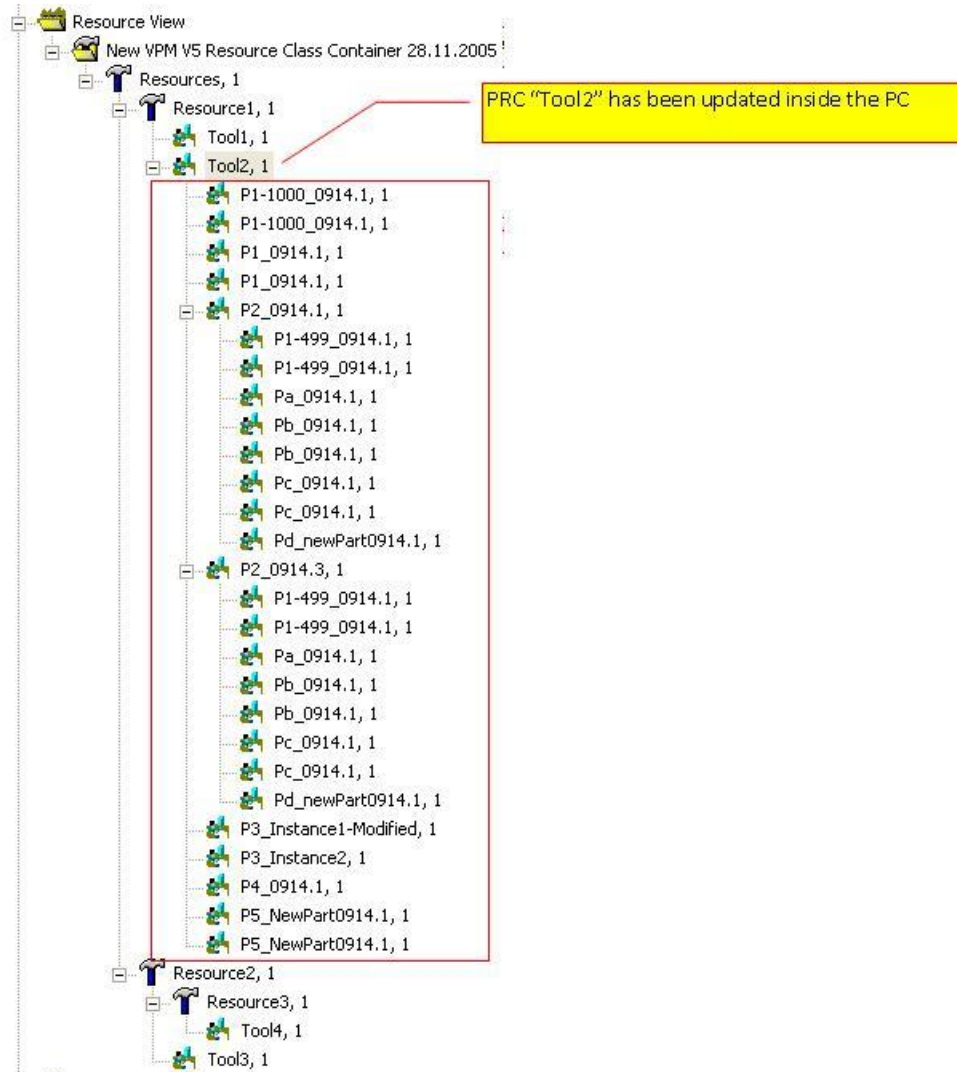 Resource View
New VPM V5 Resource Class Container 28.11.2005
Resources, 1
Resource1, 1
PRC “Tool2” has been updated inside the PC
Tool1, 1
Tool2, 1
P1-1000_0914.1, 1
P1-1000_0914.1, 1
P1_0914.1, 1
P1_0914.1, 1
P2_0914.1, 1
P1-499_0914.1, 1
P1-499_0914.1, 1
Pa_0914.1, 1
Pb_0914.1, 1
Pb_0914.1, 1
Pc_0914.1, 1
Pc_0914.1, 1
Pd_newPart0914.1, 1
P2_0914.3, 1
P1-499_0914.1, 1
P1-499_0914.1, 1
Pa_0914.1, 1
Pb_0914.1, 1
Pb_0914.1, 1
Pc_0914.1, 1
Pc_0914.1, 1
Pd_newPart0914.1, 1
P3_Instance1-Modified, 1
P3_Instance2, 1
P4_0914.1, 1
P5_NewPart0914.1, 1
P5_NewPart0914.1, 1
Resource2, 1
Resource3, 1
Tool4, 1
Tool3, 1